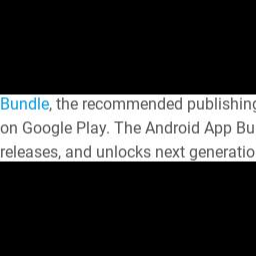 Bundle, the recommended publishing
on Google Play. The Android App Bu
releases, and unlocks next generatio